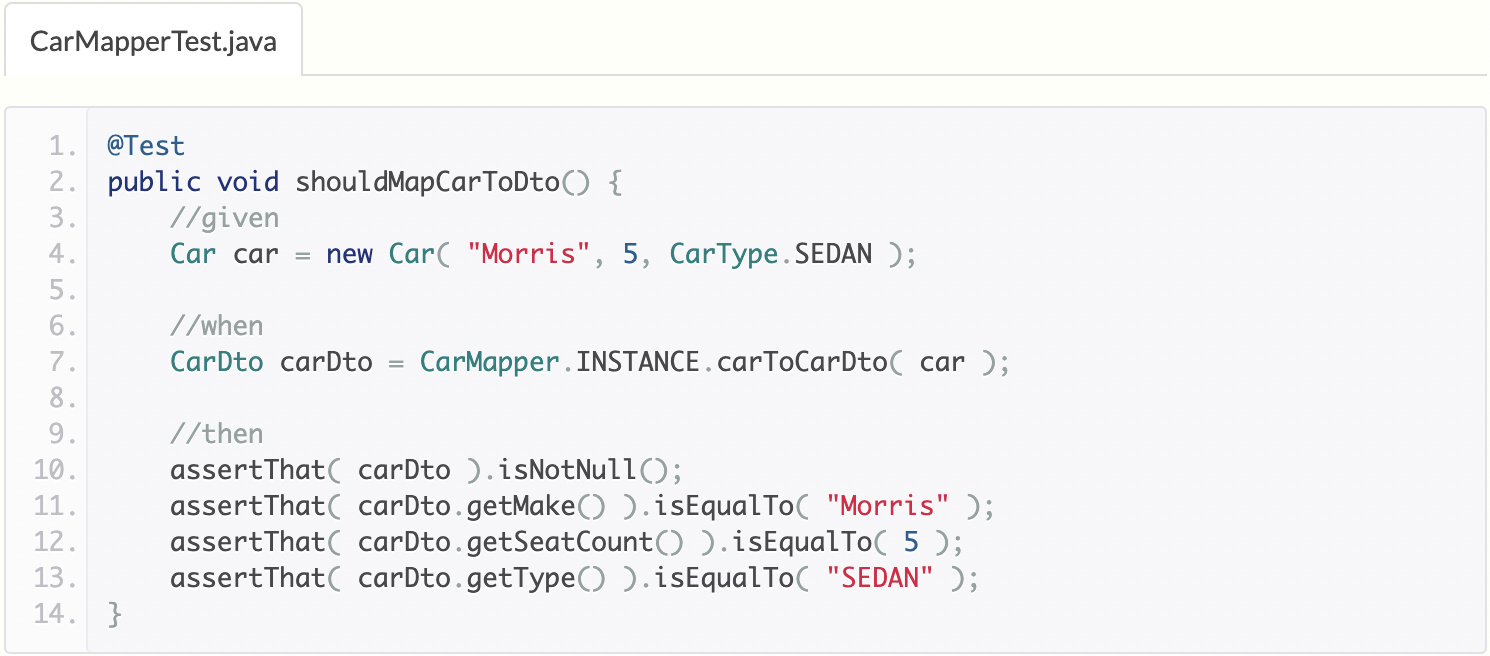 CarMapperTest.java
1. @Test
2. public void shouldMapCarToDto() {
3.     //given
4.     Car car = new Car( "Morris", 5, CarType.SEDAN );
5.
6.     //when
7.     CarDto carDto = CarMapper.INSTANCE.carToCarDto( car );
8.
9.     //then
10.     assertThat( carDto ).isNotNull();
11.     assertThat( carDto.getMake() ).isEqualTo( "Morris" );
12.     assertThat( carDto.getSeatCount() ).isEqualTo( 5 );
13.     assertThat( carDto.getType() ).isEqualTo( "SEDAN" );
14. }